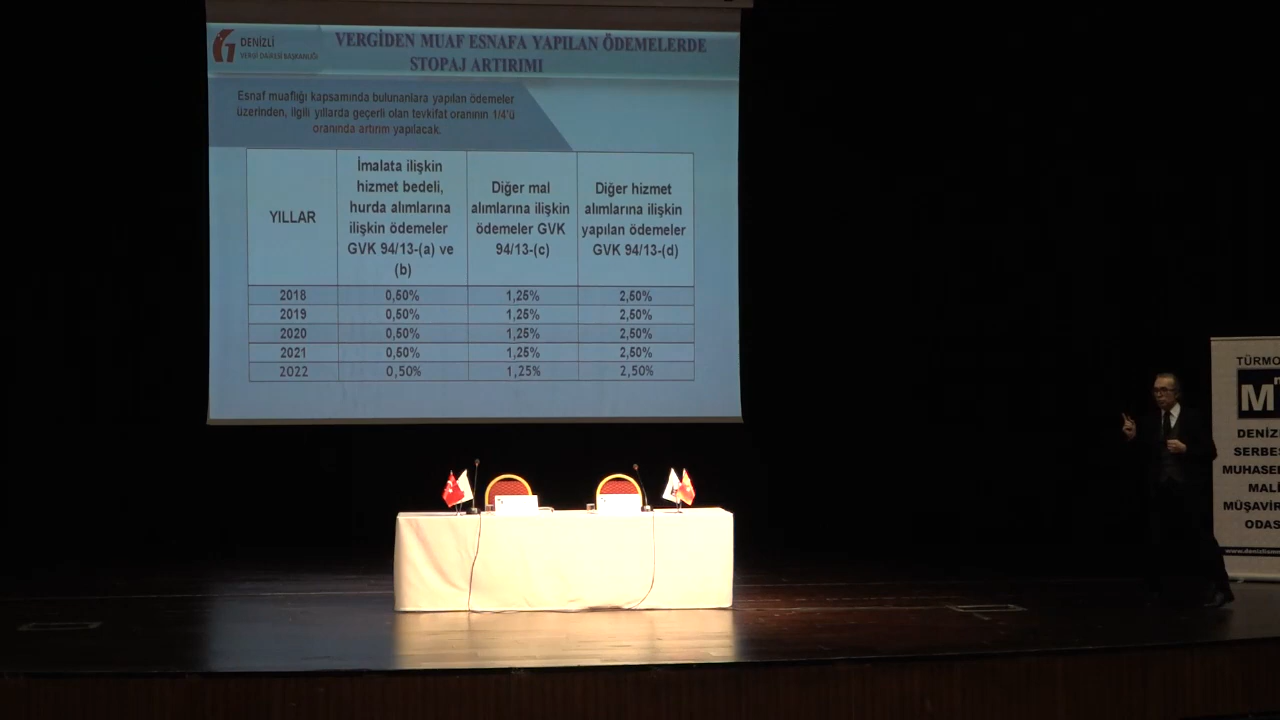 DENİZLİ
VERGİ DAİRESİ BAŞKANLIĞI
VERGİDEN MUAF ESNAFA YAPILAN ÖDEMELERDE
STOPAJ ARTIRIMI
Esnaf muaflığı kapsamında bulunanlara yapılan ödemeler
üzerinden, ilgili yıllarda geçerli olan tevkifat oranının 1/4'ü
oranında artırım yapılacak.
YILLAR
İmalata ilişkin
hizmet bedeli,
hurda alımlarına
ilişkin ödemeler
GVK 94/13-(a) ve
(b)
Diğer mal
alımlarına ilişkin
ödemeler GVK
94/13-(c)
Diğer hizmet
alımlarına ilişkin
yapılan ödemeler
GVK 94/13-(d)
2018 0,50% 1,25% 2,50%
2019 0,50% 1,25% 2,50%
2020 0,50% 1,25% 2,50%
2021 0,50% 1,25% 2,50%
2022 0,50% 1,25% 2,50%
TÜRMO
M
DENİZ
SERBES
MUHASE
MALİ
MÜŞAVİR
ODAS
www.denizlism